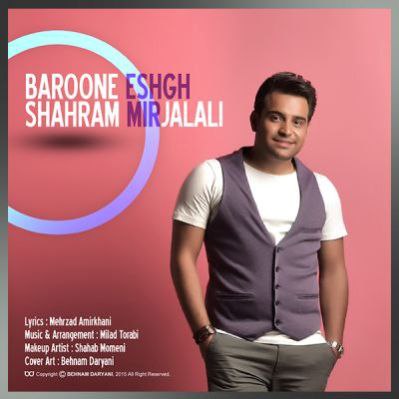 BAROONE ESHGH
SHAHRAM MIRJALALI
Lyrics : Mehrzad Amirkhani
Music & Arrangement : Milad Torabi
Makeup Artist : Shahab Momeni
Cover Art : Behnam Daryani
Copyright © BEHNAM DARYANI. 2015 All Right Reserved.